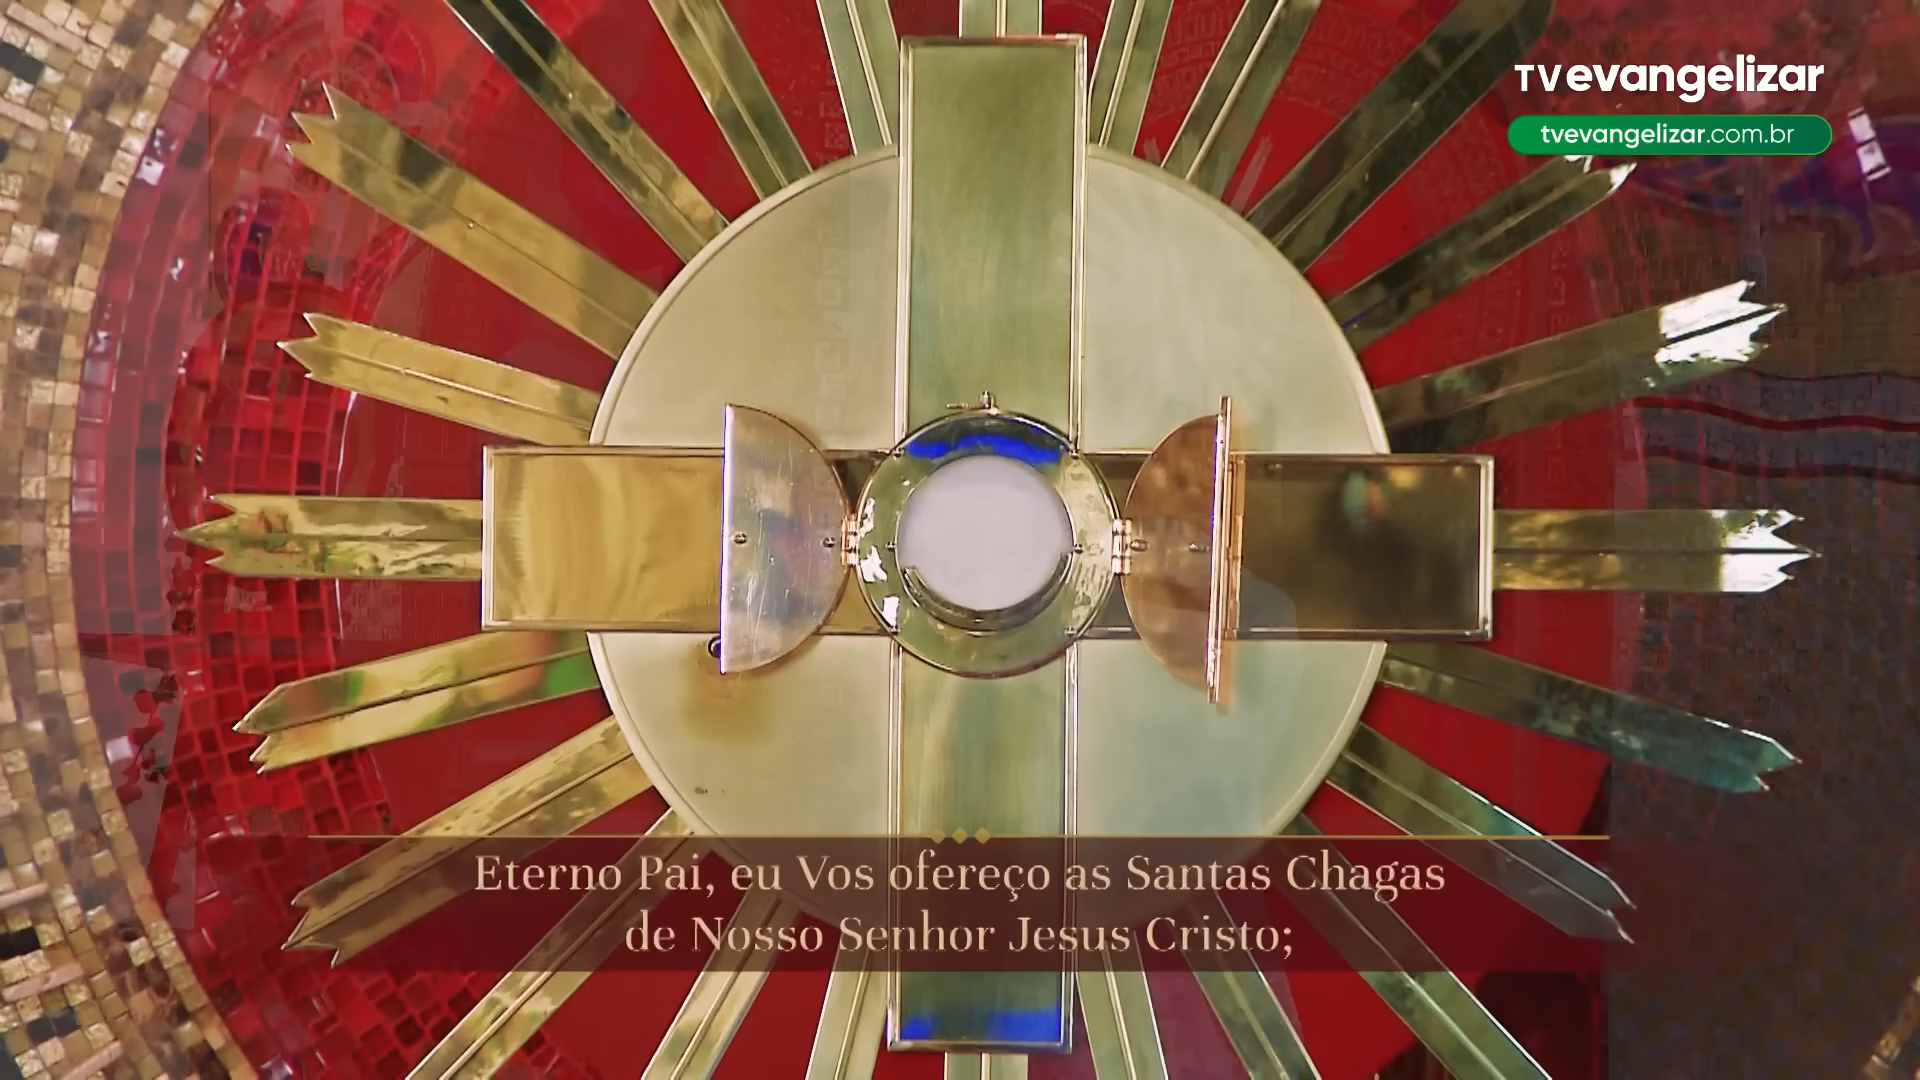 TVevangelizar
tvevangelizar.com.br
Eterno Pai, eu Vos ofereço as Santas Chagas
de Nosso Senhor Jesus Cristo;